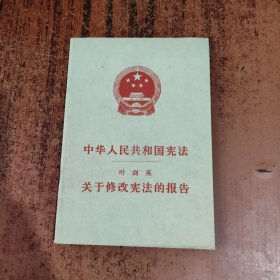 中华人民共和国宪法
叶剑英
关于修改宪法的报告